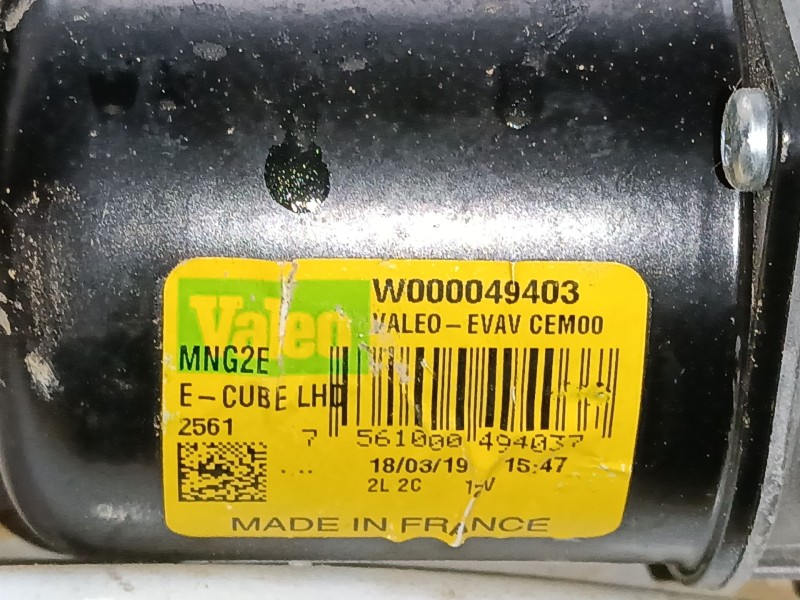 Valeo
W000049403
VALEO-EVAV CEM00
MNG2E
E-CUBE LHD
2561
7 561000 494037
18/03/19 15:47
2L 2C 12V
MADE IN FRANCE